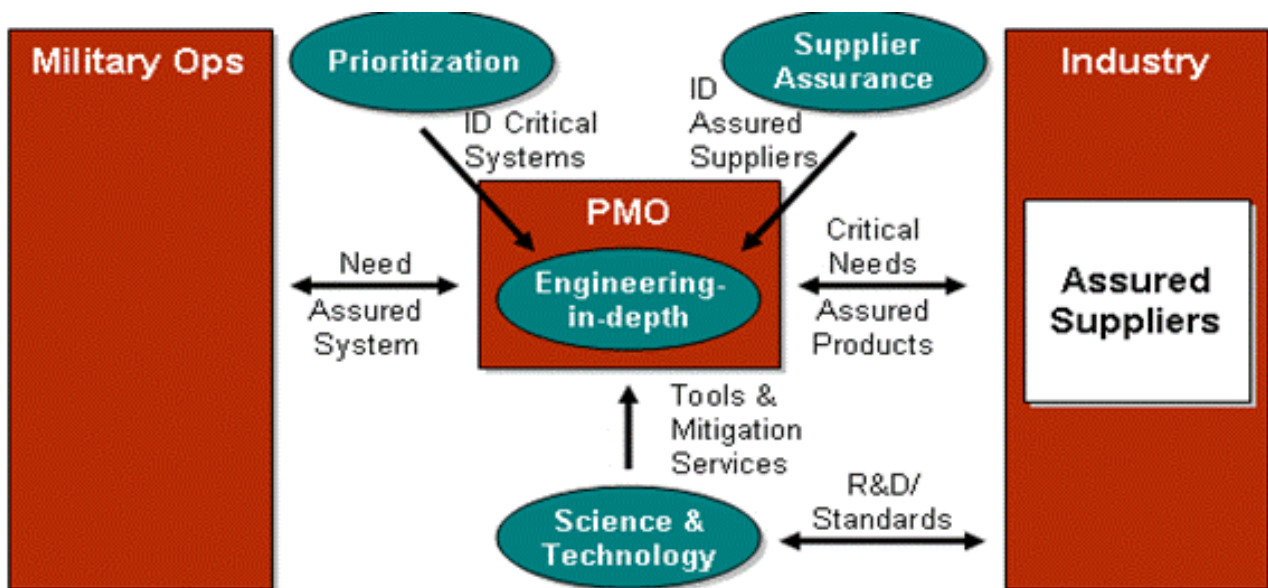 Military Ops
Prioritization
Supplier
Assurance
Industry
ID Critical
Systems
ID
Assured
Suppliers
PMO
Engineering-
in-depth
Need
Assured
System
Critical
Needs
Assured
Products
Assured
Suppliers
Tools &
Mitigation
Services
Science &
Technology
R&D/
Standards